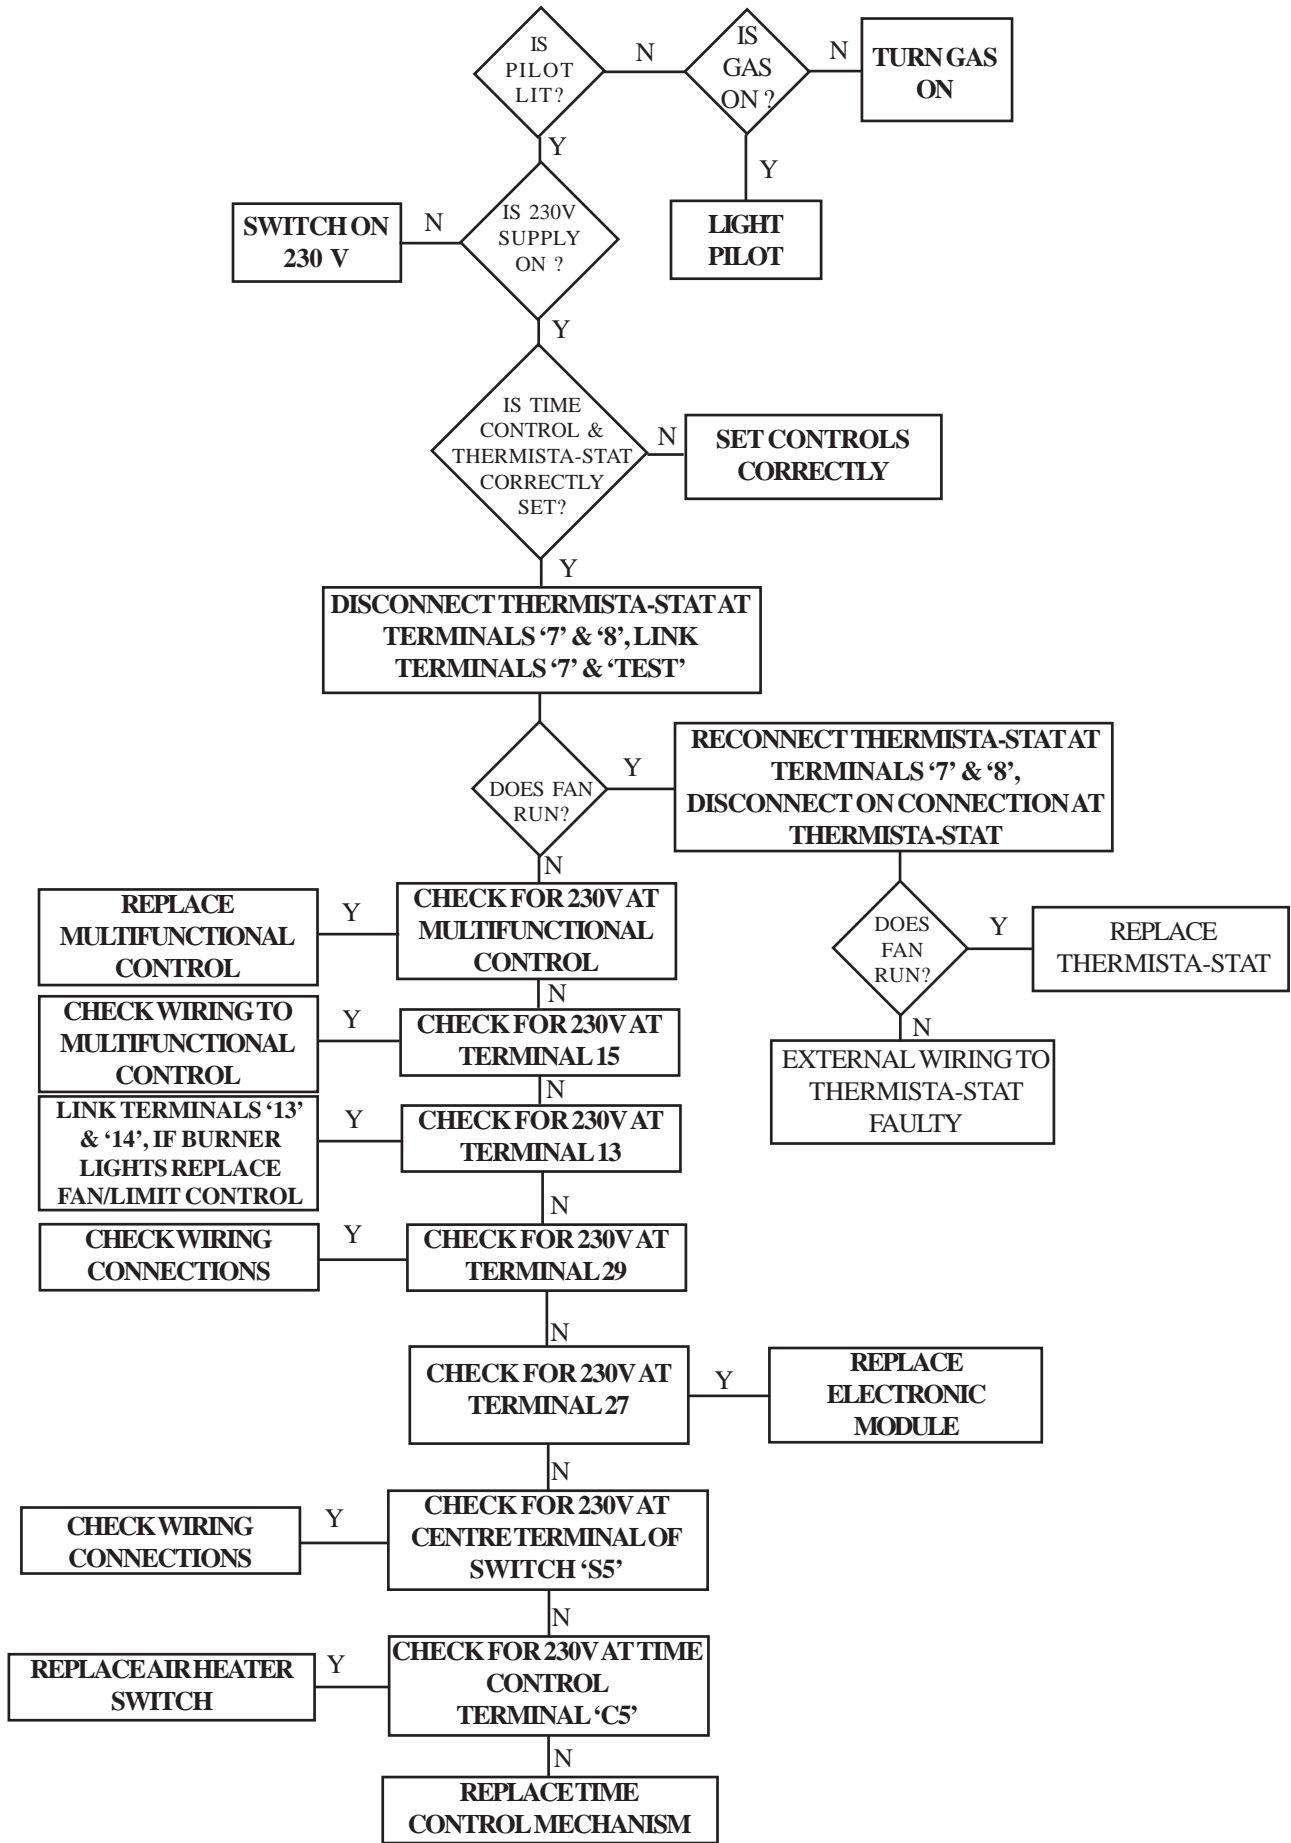 IS
PILOT
LIT?
N
IS
GAS
ON ?
N
TURN GAS
ON
Y
Y
LIGHT
PILOT
IS 230V
SUPPLY
ON ?
N
SWITCH ON
230 V
Y
IS TIME
CONTROL &
THERMISTA-STAT
CORRECTLY
SET?
N
SET CONTROLS
CORRECTLY
Y
DISCONNECT THERMISTA-STAT AT
TERMINALS ‘7’ & ‘8’, LINK
TERMINALS ‘7’ & ‘TEST’
DOES FAN
RUN?
Y
RECONNECT THERMISTA-STAT AT
TERMINALS ‘7’ & ‘8’,
DISCONNECT ON CONNECTION AT
THERMISTA-STAT
DOES
FAN
RUN?
Y
REPLACE
THERMISTA-STAT
N
EXTERNAL WIRING TO
THERMISTA-STAT
FAULTY
N
CHECK FOR 230V AT
MULTIFUNCTIONAL
CONTROL
Y
REPLACE
MULTIFUNCTIONAL
CONTROL
N
CHECK FOR 230V AT
TERMINAL 15
Y
CHECK WIRING TO
MULTIFUNCTIONAL
CONTROL
N
CHECK FOR 230V AT
TERMINAL 13
Y
LINK TERMINALS ‘13’
& ‘14’, IF BURNER
LIGHTS REPLACE
FAN/LIMIT CONTROL
N
CHECK FOR 230V AT
TERMINAL 29
Y
CHECK WIRING
CONNECTIONS
N
CHECK FOR 230V AT
TERMINAL 27
Y
REPLACE
ELECTRONIC
MODULE
N
CHECK FOR 230V AT
CENTRE TERMINAL OF
SWITCH ‘S5’
Y
CHECK WIRING
CONNECTIONS
N
CHECK FOR 230V AT TIME
CONTROL
TERMINAL ‘C5’
Y
REPLACE AIR HEATER
SWITCH
N
REPLACE TIME
CONTROL MECHANISM